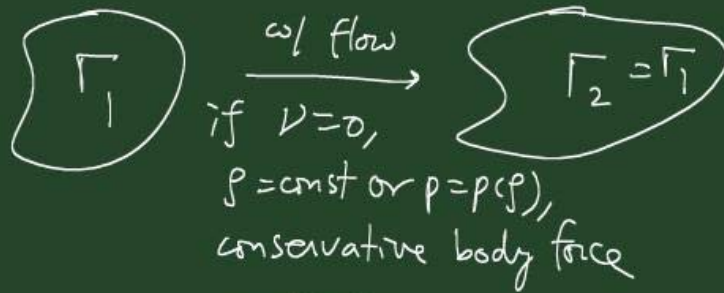 Γ₁
w/ flow
Γ₂ = Γ₁
if ν=0,
ρ=const or p=p(ρ),
conservative body force